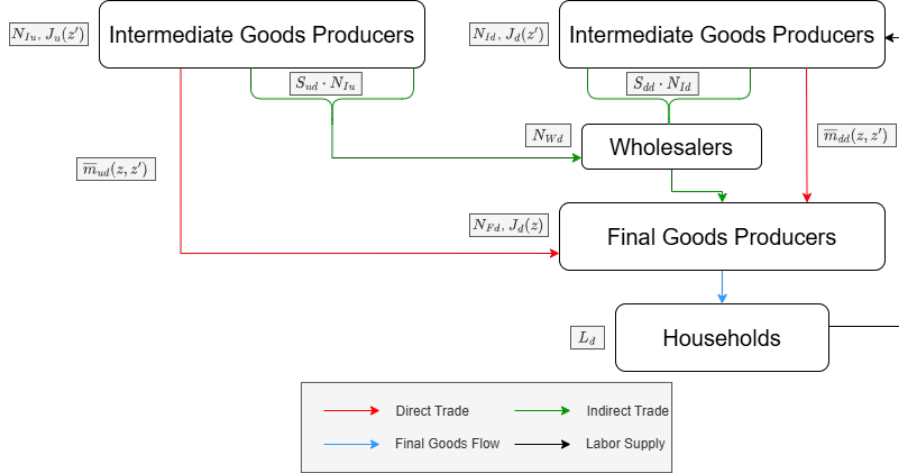 N_{Iu}, J_u(z')
Intermediate Goods Producers
N_{Id}, J_d(z')
Intermediate Goods Producers
S_{ud} · N_{Iu}
S_{dd} · N_{Id}
N_{Wd}
Wholesalers
m̅_{dd}(z, z')
m̅_{ud}(z, z')
N_{Fd}, J_d(z)
Final Goods Producers
L_d
Households
Direct Trade
Indirect Trade
Final Goods Flow
Labor Supply